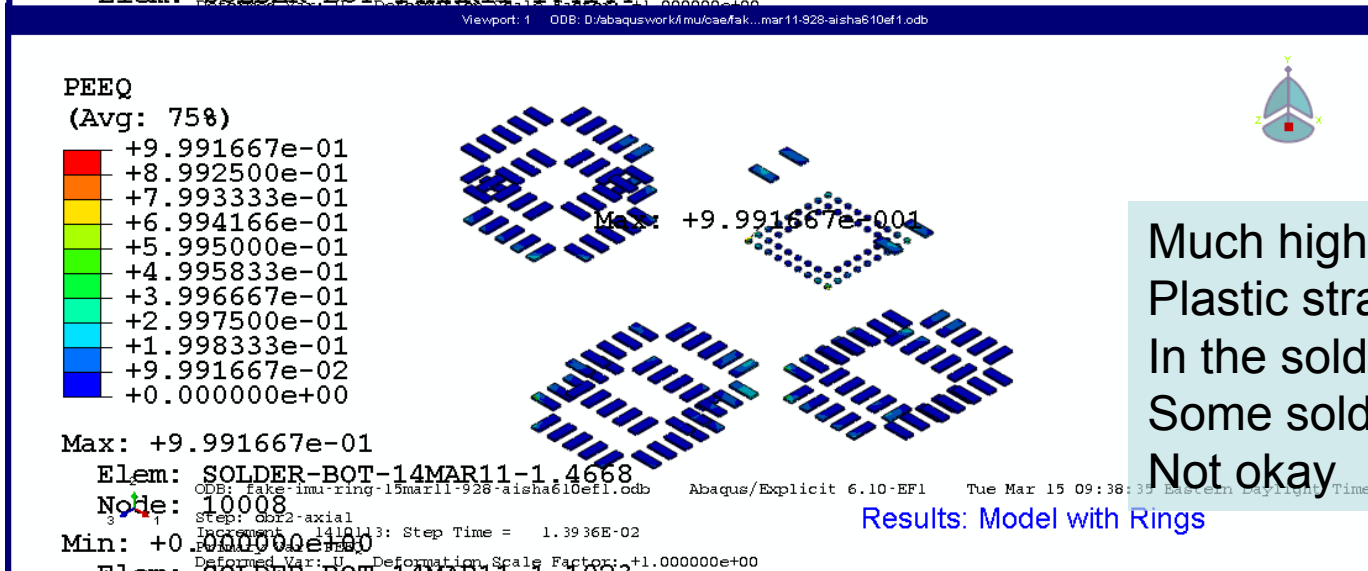 Viewport: 1 ODB: D:/abaquswork/imu/cae/fak...mar11-928-aisha610ef1.odb
PEEQ
(Avg: 75%)
+9.991667e-01
+8.992500e-01
+7.993333e-01
+6.994166e-01
+5.995000e-01
+4.995833e-01
+3.996667e-01
+2.997500e-01
+1.998333e-01
+9.991667e-02
+0.000000e+00
Max: +9.991667e-01
Elem: SOLDER-BOT-14MAR11-1.4668
Node: 10008
Min: +0.000000e+00
Max: +9.991667e-001
Y
Z
X
Much high
Plastic stra
In the sold
Some sold
Not okay
ODB: fake-imu-ring-15mar11-928-aisha610ef1.odb Abaqus/Explicit 6.10-EF1 Tue Mar 15 09:38:35 Eastern Daylight Time
Step: obr2-axial
Increment 1410113: Step Time = 1.3936E-02
Primary Var: PEEQ
Deformed Var: U Deformation Scale Factor: +1.000000e+00
3
1
Results: Model with Rings